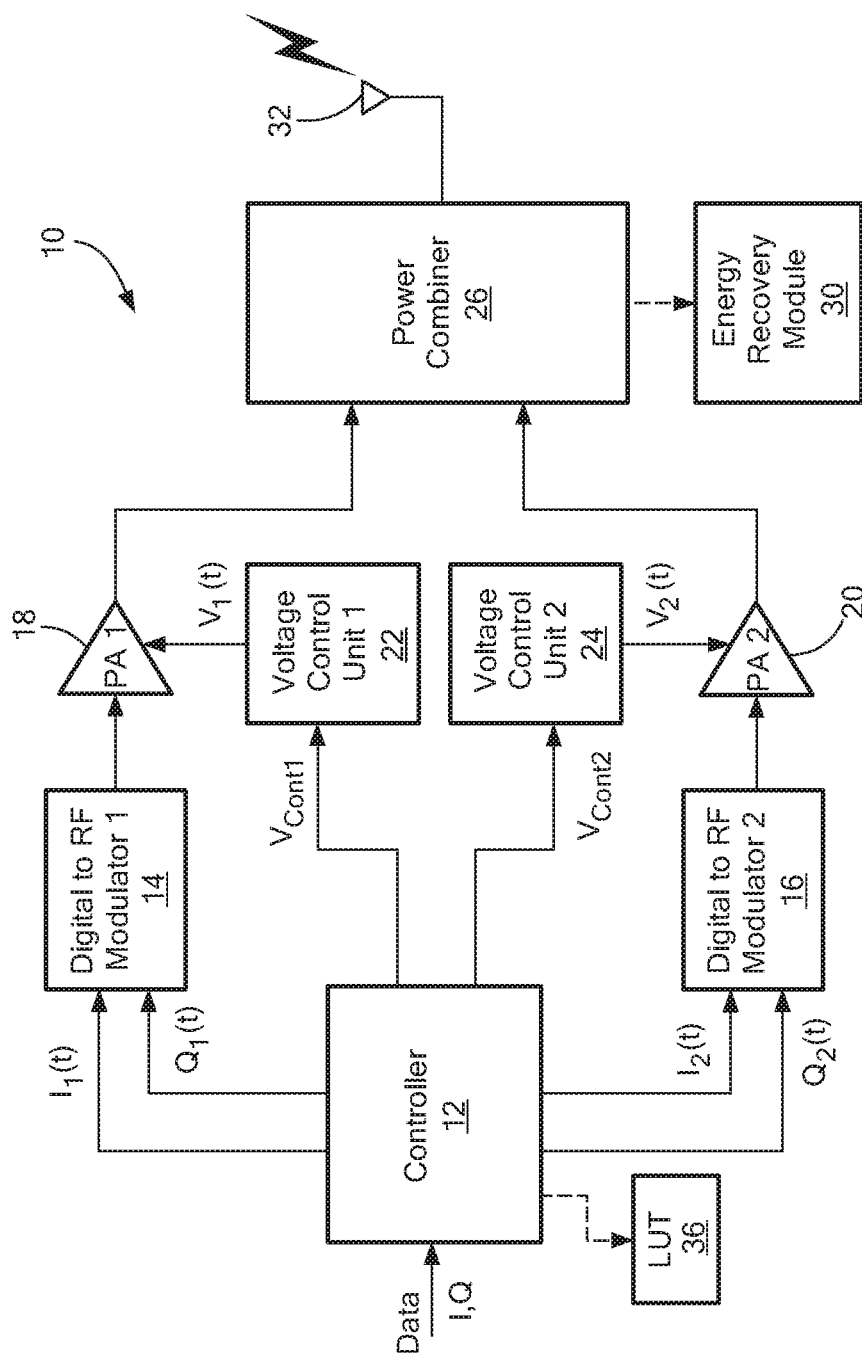 10
Data
I,Q
Controller
12
LUT
36
I1(t)
Q1(t)
Digital to RF
Modulator 1
14
18
PA 1
V1(t)
VCont1
Voltage
Control
Unit 1
22
VCont2
Voltage
Control
Unit 2
24
V2(t)
I2(t)
Q2(t)
Digital to RF
Modulator 2
16
PA 2
20
Power
Combiner
26
32
Energy
Recovery
Module
30